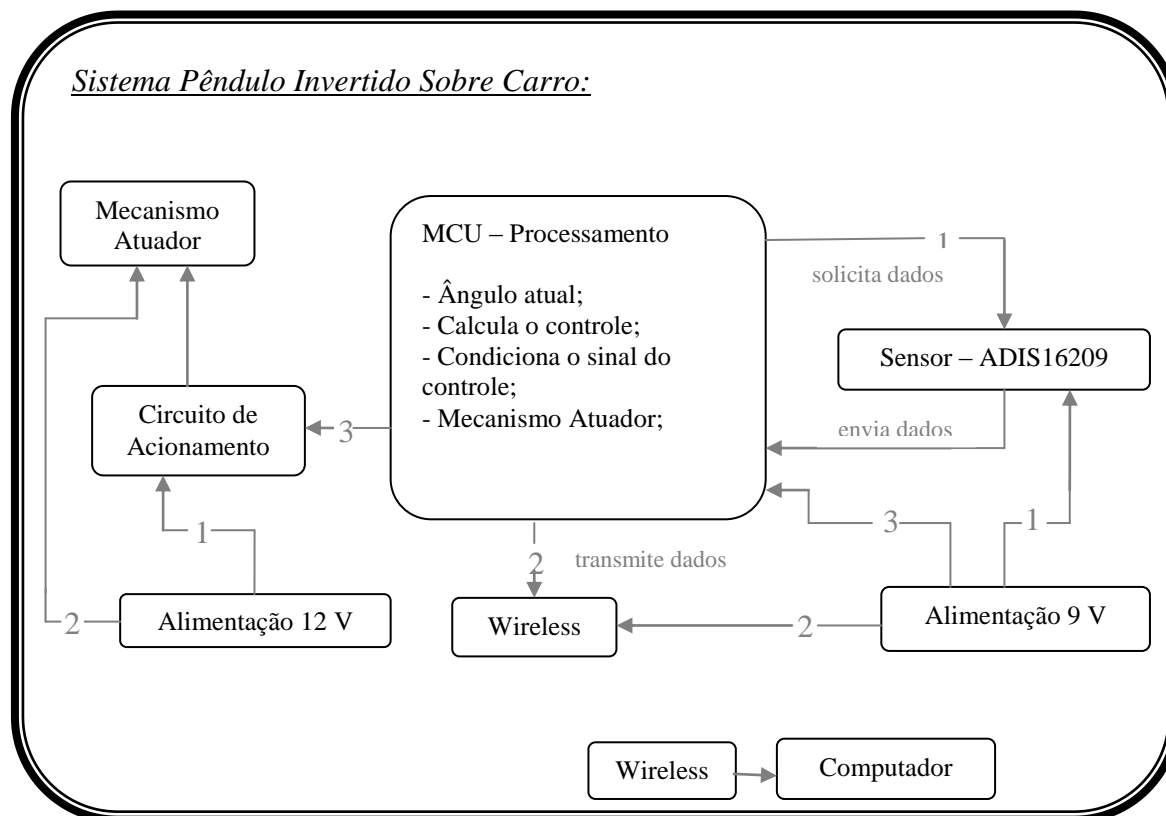 Sistema Pêndulo Invertido Sobre Carro:
Mecanismo
Atuador
MCU – Processamento
- Ângulo atual;
- Calcula o controle;
- Condiciona o sinal do
controle;
- Mecanismo Atuador;
1
solicita dados
Sensor – ADIS16209
envia dados
Circuito de
Acionamento
3
1
3
1
2
transmite dados
2
Alimentação 12 V
Wireless
2
Alimentação 9 V
Wireless
Computador